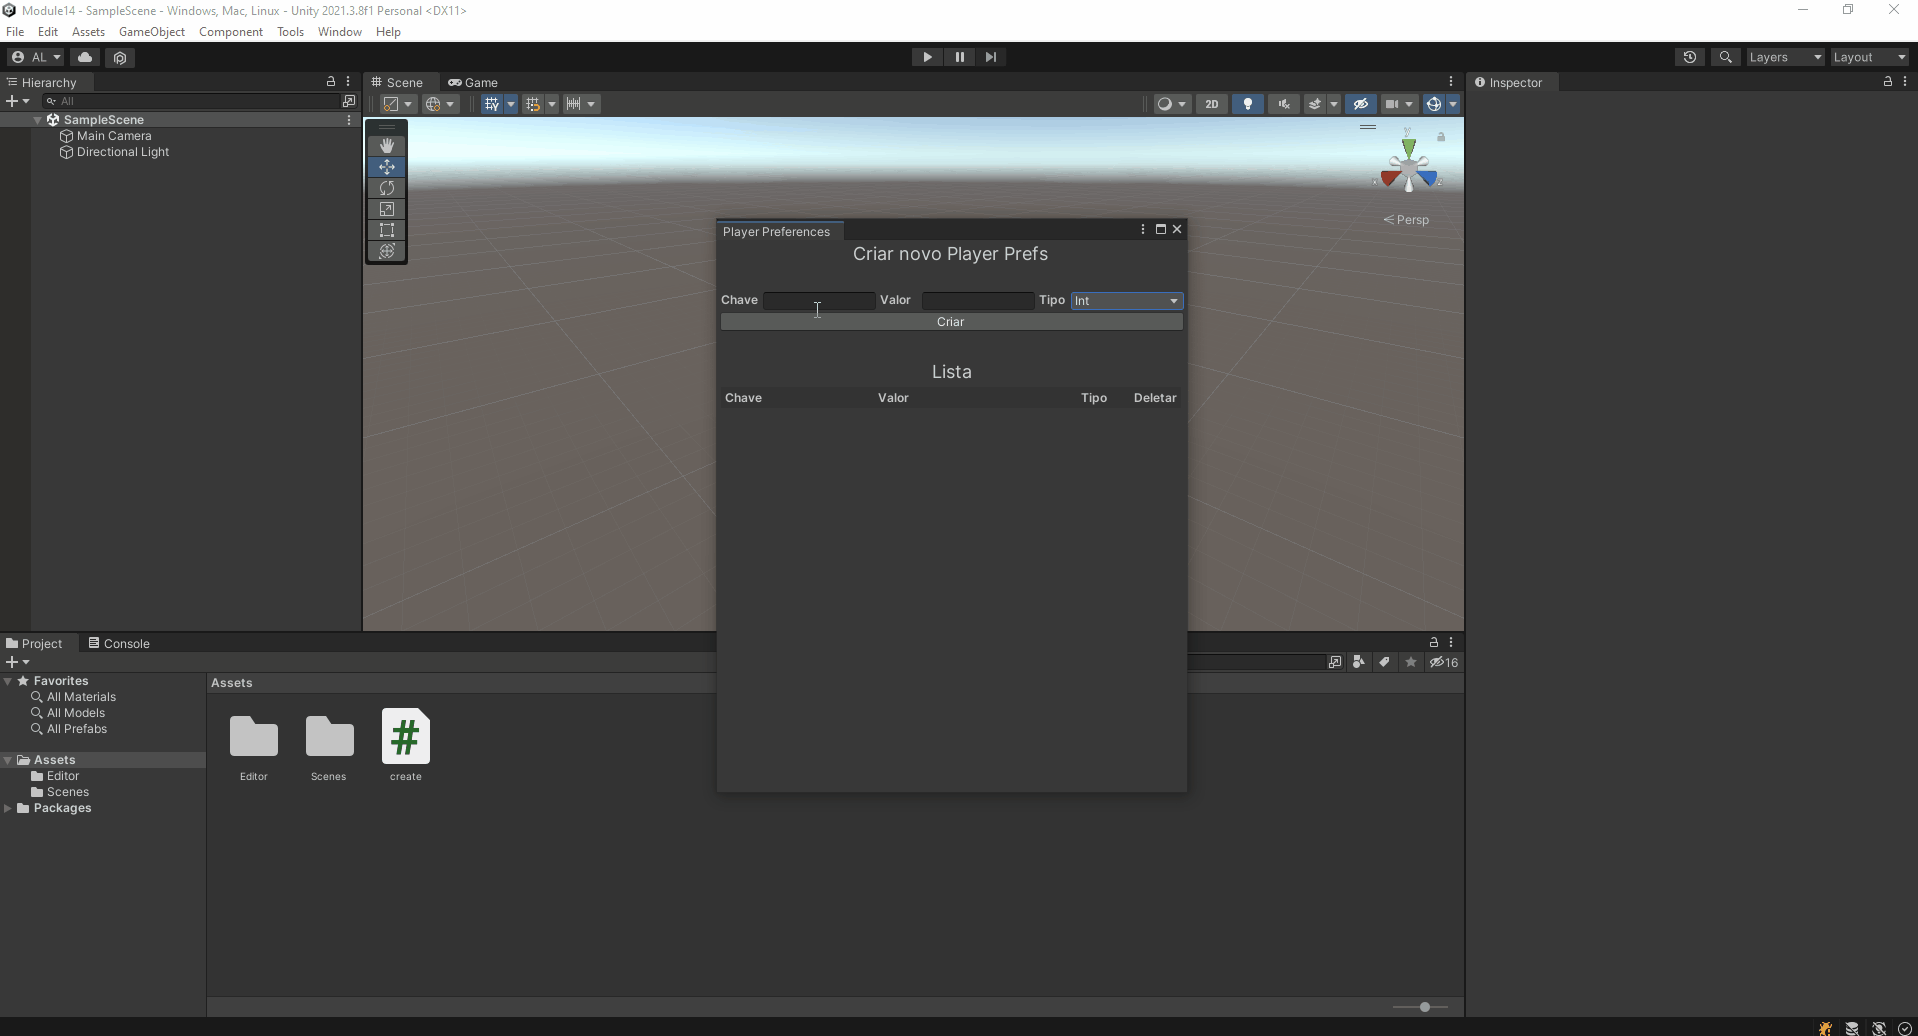 Module14 - SampleScene - Windows, Mac, Linux - Unity 2021.3.8f1 Personal <DX11>
File Edit Assets GameObject Component Tools Window Help
AL
Layers Layout
Hierarchy
Scene Game
Inspector
All
2D
SampleScene
Main Camera
Directional Light
y
x
z
Persp
Player Preferences
Criar novo Player Prefs
Chave Valor Tipo Int
Criar
Lista
Chave Valor Tipo Deletar
Project Console
16
Favorites
All Materials
All Models
All Prefabs
Assets
Editor
Scenes
Packages
Assets
Editor Scenes create